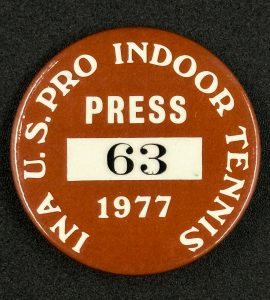 INA U.S. PRO INDOOR TENNIS
PRESS
63
1977